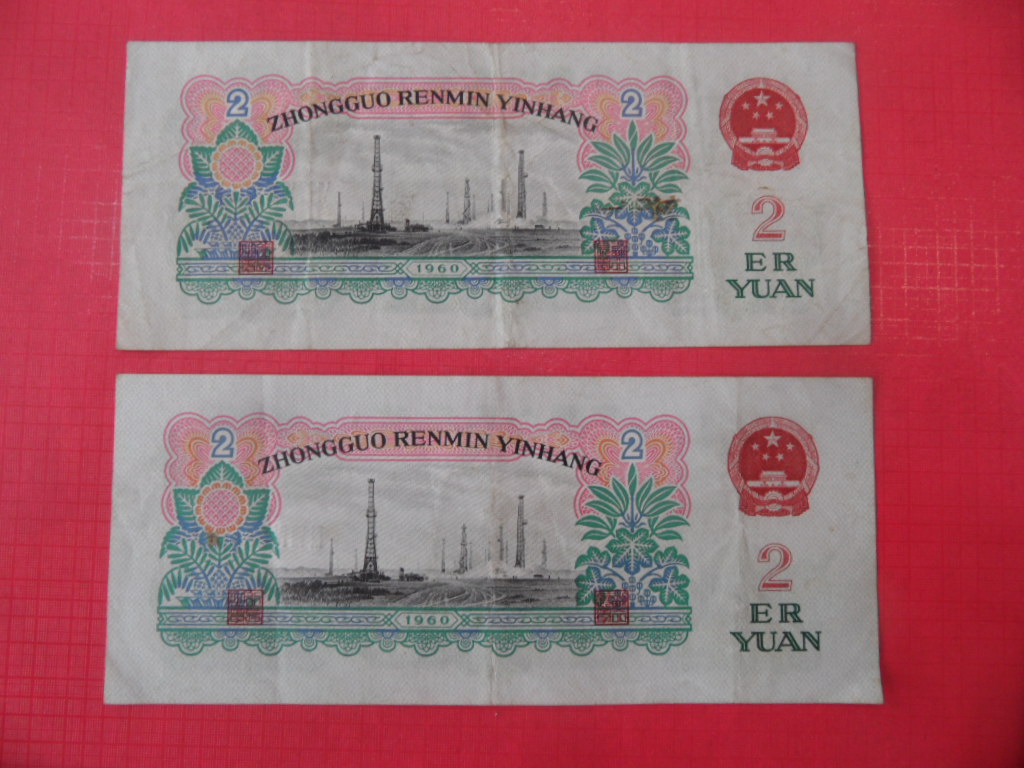 2 ZHONGGUO RENMIN YINHANG 2
1960
2
ER
YUAN
2 ZHONGGUO RENMIN YINHANG 2
1960
2
ER
YUAN